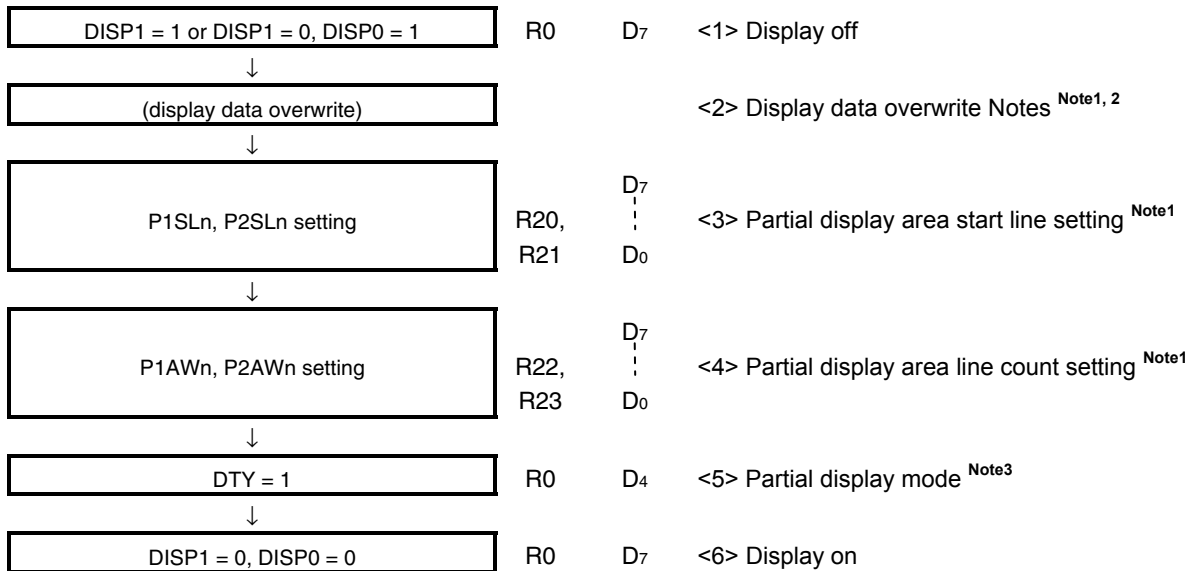 DISP1 = 1 or DISP1 = 0, DISP0 = 1 R0 D7 <1> Display off
↓
(display data overwrite) <2> Display data overwrite Notes Note1, 2
↓
D7
P1SLn, P2SLn setting R20, <3> Partial display area start line setting Note1
R21 D0
↓
D7
P1AWn, P2AWn setting R22, <4> Partial display area line count setting Note1
R23 D0
↓
DTY = 1 R0 D4 <5> Partial display mode Note3
↓
DISP1 = 0, DISP0 = 0 R0 D7 <6> Display on